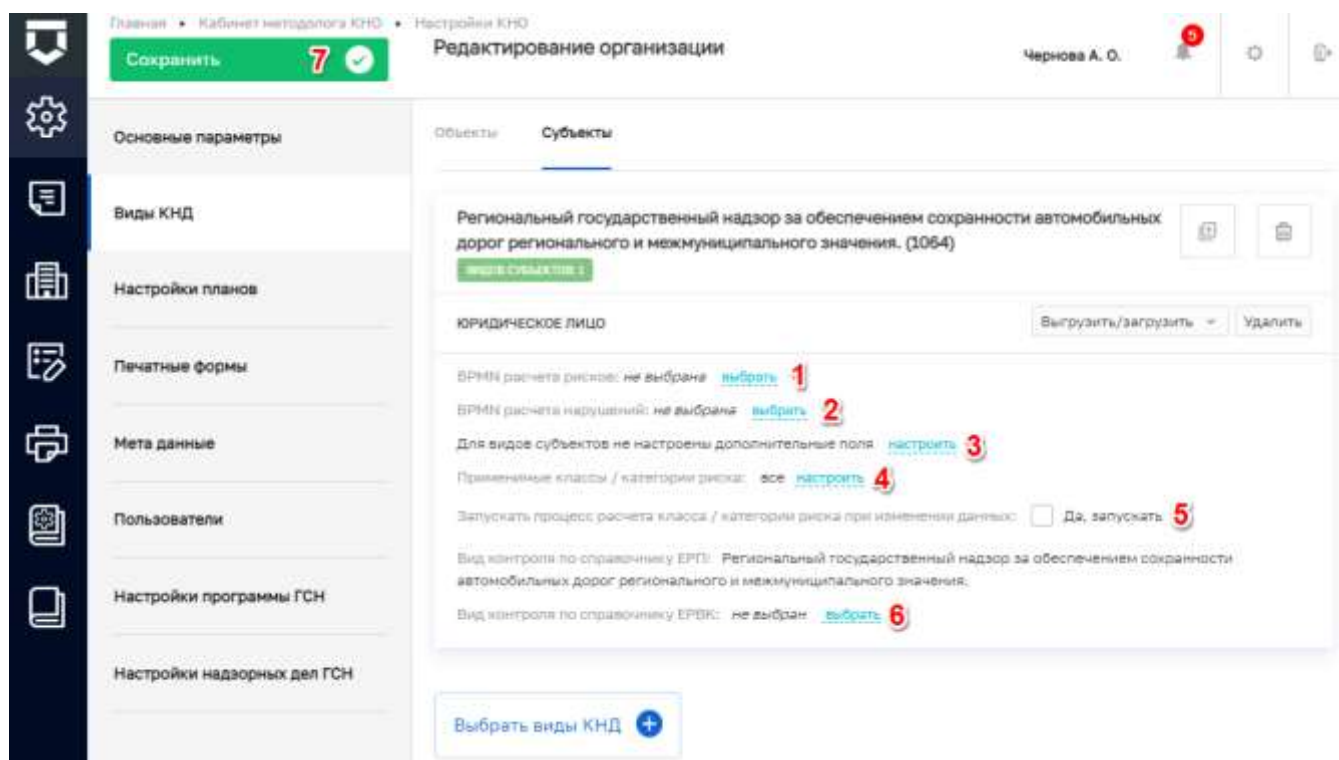 Главная • Кабинет методолога КНО • Настройки КНО
Сохранить 7
Редактирование организации
Чернова А. О.
5
Основные параметры
Виды КНД
Настройки планов
Печатные формы
Мета данные
Пользователи
Настройки программы ГСН
Настройки надзорных дел ГСН
Объекты Субъекты
Региональный государственный надзор за обеспечением сохранности автомобильных
дорог регионального и межмуниципального значения. (1064)
ВИДОВ СУБЪЕКТОВ: 1
ЮРИДИЧЕСКОЕ ЛИЦО Выгрузить/загрузить Удалить
BPMN расчета рисков: не выбрана выбрать 1
BPMN расчета нарушений: не выбрана выбрать 2
Для видов субъектов не настроены дополнительные поля настроить 3
Применимые классы / категории риска: все настроить 4
Запускать процесс расчета класса / категории риска при изменении данных: Да, запускать 5
Вид контроля по справочнику ЕРП: Региональный государственный надзор за обеспечением сохранности
автомобильных дорог регионального и межмуниципального значения.
Вид контроля по справочнику ЕРВК: не выбран выбрать 6
Выбрать виды КНД